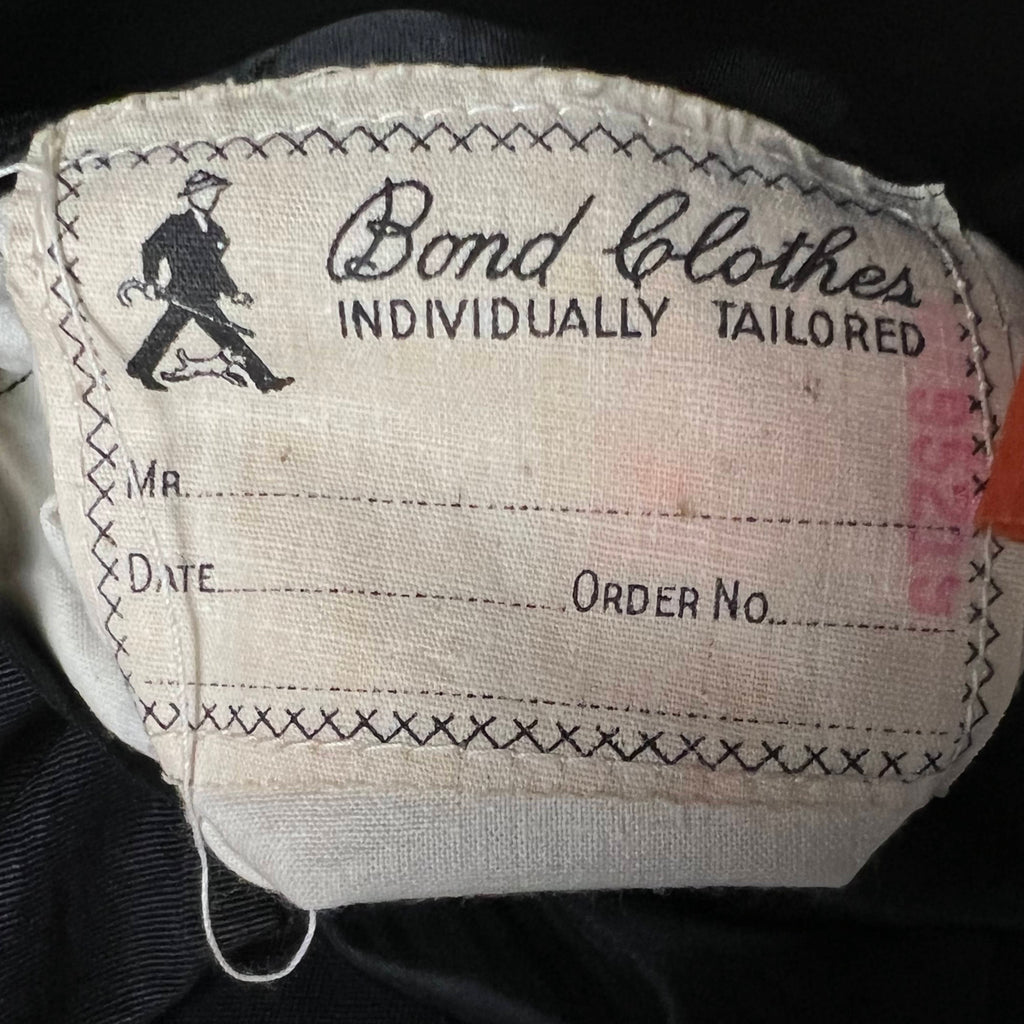 Bond Clothes
INDIVIDUALLY TAILORED
MR.
DATE
ORDER NO.